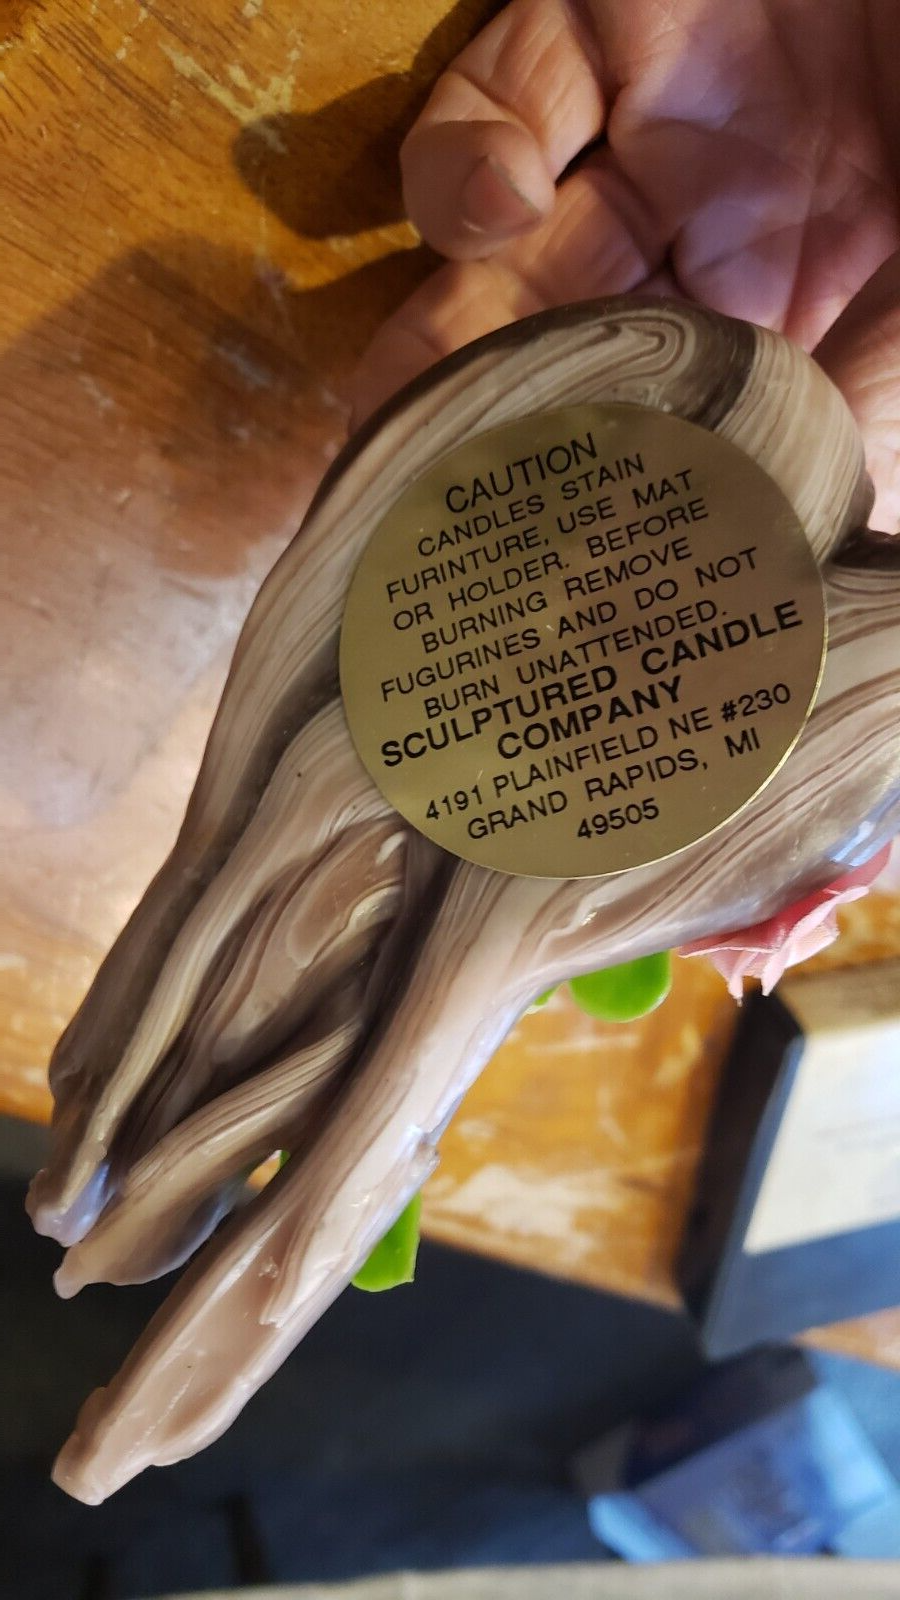 CAUTION
CANDLES STAIN
FURINTURE, USE MAT
OR HOLDER. BEFORE
BURNING REMOVE
FUGURINES AND DO NOT
BURN UNATTENDED.
SCULPTURED CANDLE
COMPANY
4191 PLAINFIELD NE #230
GRAND RAPIDS, MI
49505